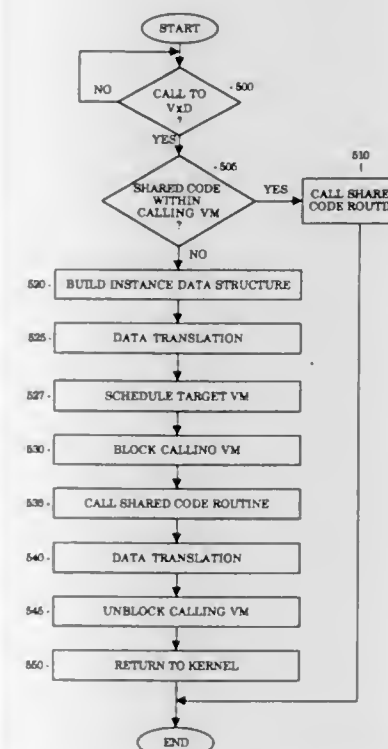 START
NO
CALL TO
VxD
?
500
YES
505
SHARED CODE
WITHIN
CALLING VM
?
YES
510
CALL SHARE
CODE ROUTI
NO
520
BUILD INSTANCE DATA STRUCTURE
525
DATA TRANSLATION
527
SCHEDULE TARGET VM
530
BLOCK CALLING VM
535
CALL SHARED CODE ROUTINE
540
DATA TRANSLATION
545
UNBLOCK CALLING VM
550
RETURN TO KERNEL
END